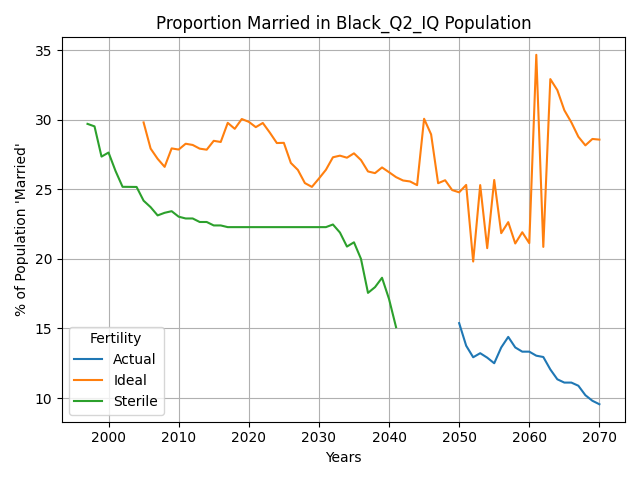 Proportion Married in Black_Q2_IQ Population
% of Population 'Married'
35
30
25
20
15
10
Fertility
Actual
Ideal
Sterile
2000 2010 2020 2030 2040 2050 2060 2070
Years